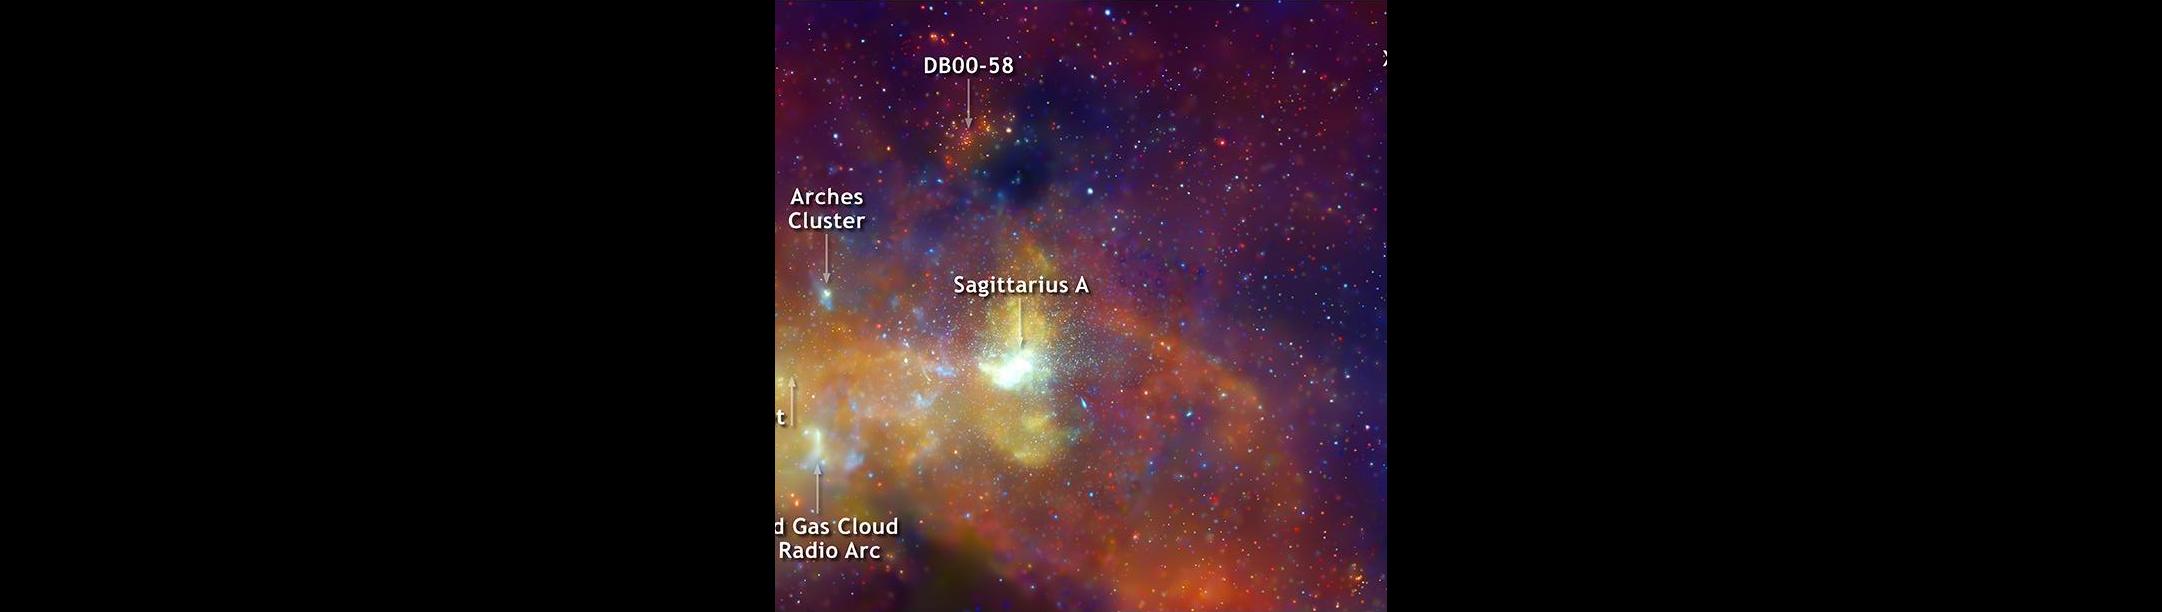 DB00-58
Arches
Cluster
Sagittarius A
t
d Gas Cloud
Radio Arc